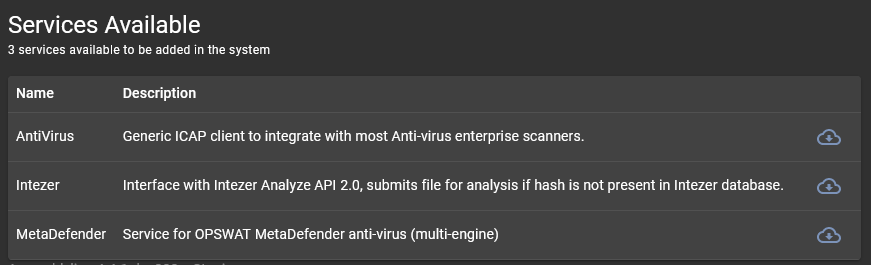 Services Available
3 services available to be added in the system
Name Description
AntiVirus Generic ICAP client to integrate with most Anti-virus enterprise scanners.
Intezer Interface with Intezer Analyze API 2.0, submits file for analysis if hash is not present in Intezer database.
MetaDefender Service for OPSWAT MetaDefender anti-virus (multi-engine)